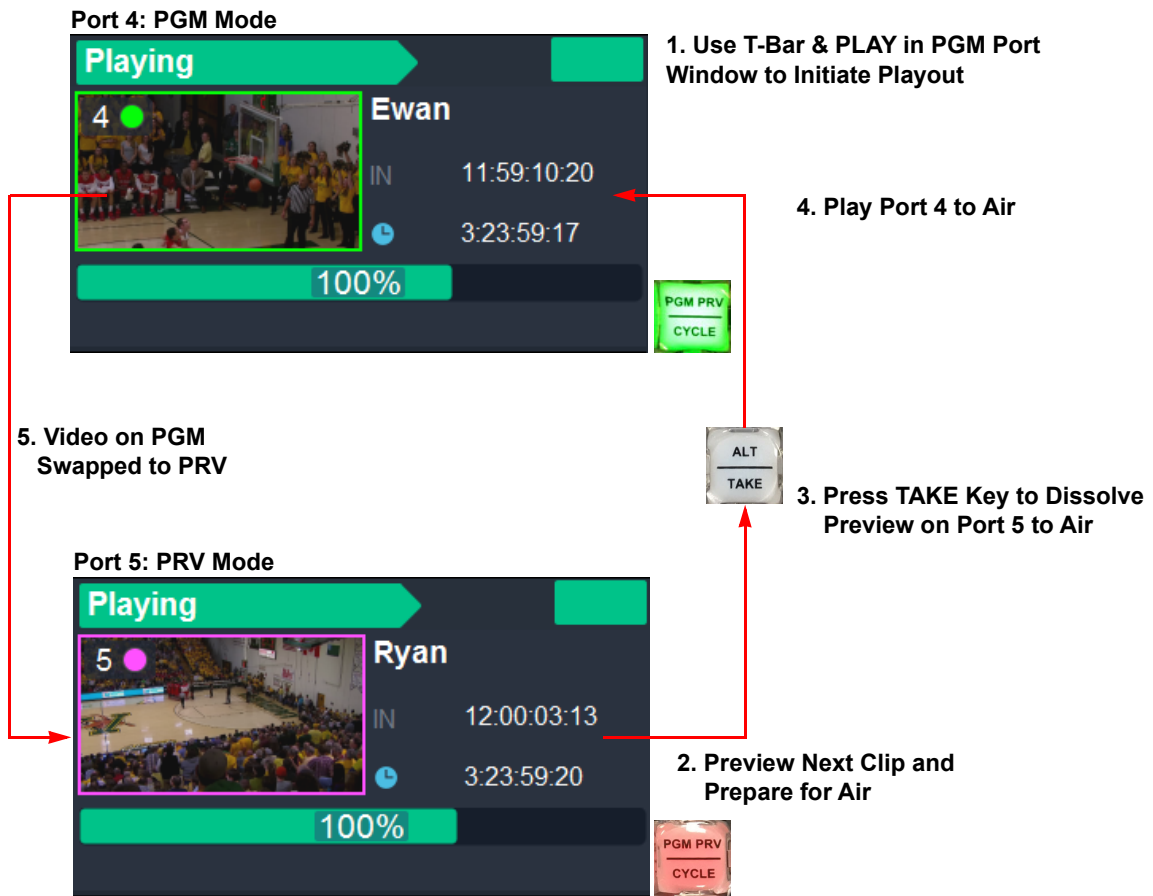 Port 4: PGM Mode
Playing
4
Ewan
IN 11:59:10:20
3:23:59:17
100%
PGM PRV
CYCLE
1. Use T-Bar & PLAY in PGM Port
Window to Initiate Playout
4. Play Port 4 to Air
5. Video on PGM
Swapped to PRV
ALT
TAKE
3. Press TAKE Key to Dissolve
Preview on Port 5 to Air
Port 5: PRV Mode
Playing
5
Ryan
IN 12:00:03:13
3:23:59:20
100%
2. Preview Next Clip and
Prepare for Air
PGM PRV
CYCLE